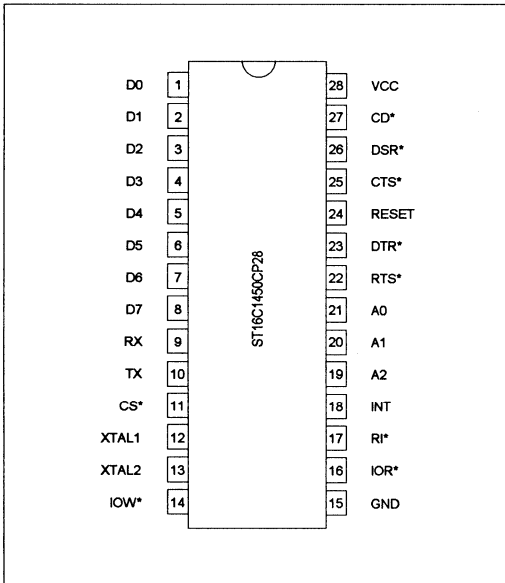 D0 1 28 VCC
D1 2 27 CD*
D2 3 26 DSR*
D3 4 25 CTS*
D4 5 24 RESET
D5 6 23 DTR*
D6 7 22 RTS*
D7 8 21 A0
RX 9 20 A1
TX 10 19 A2
CS* 11 18 INT
XTAL1 12 17 RI*
XTAL2 13 16 IOR*
IOW* 14 15 GND
ST16C1450CP28